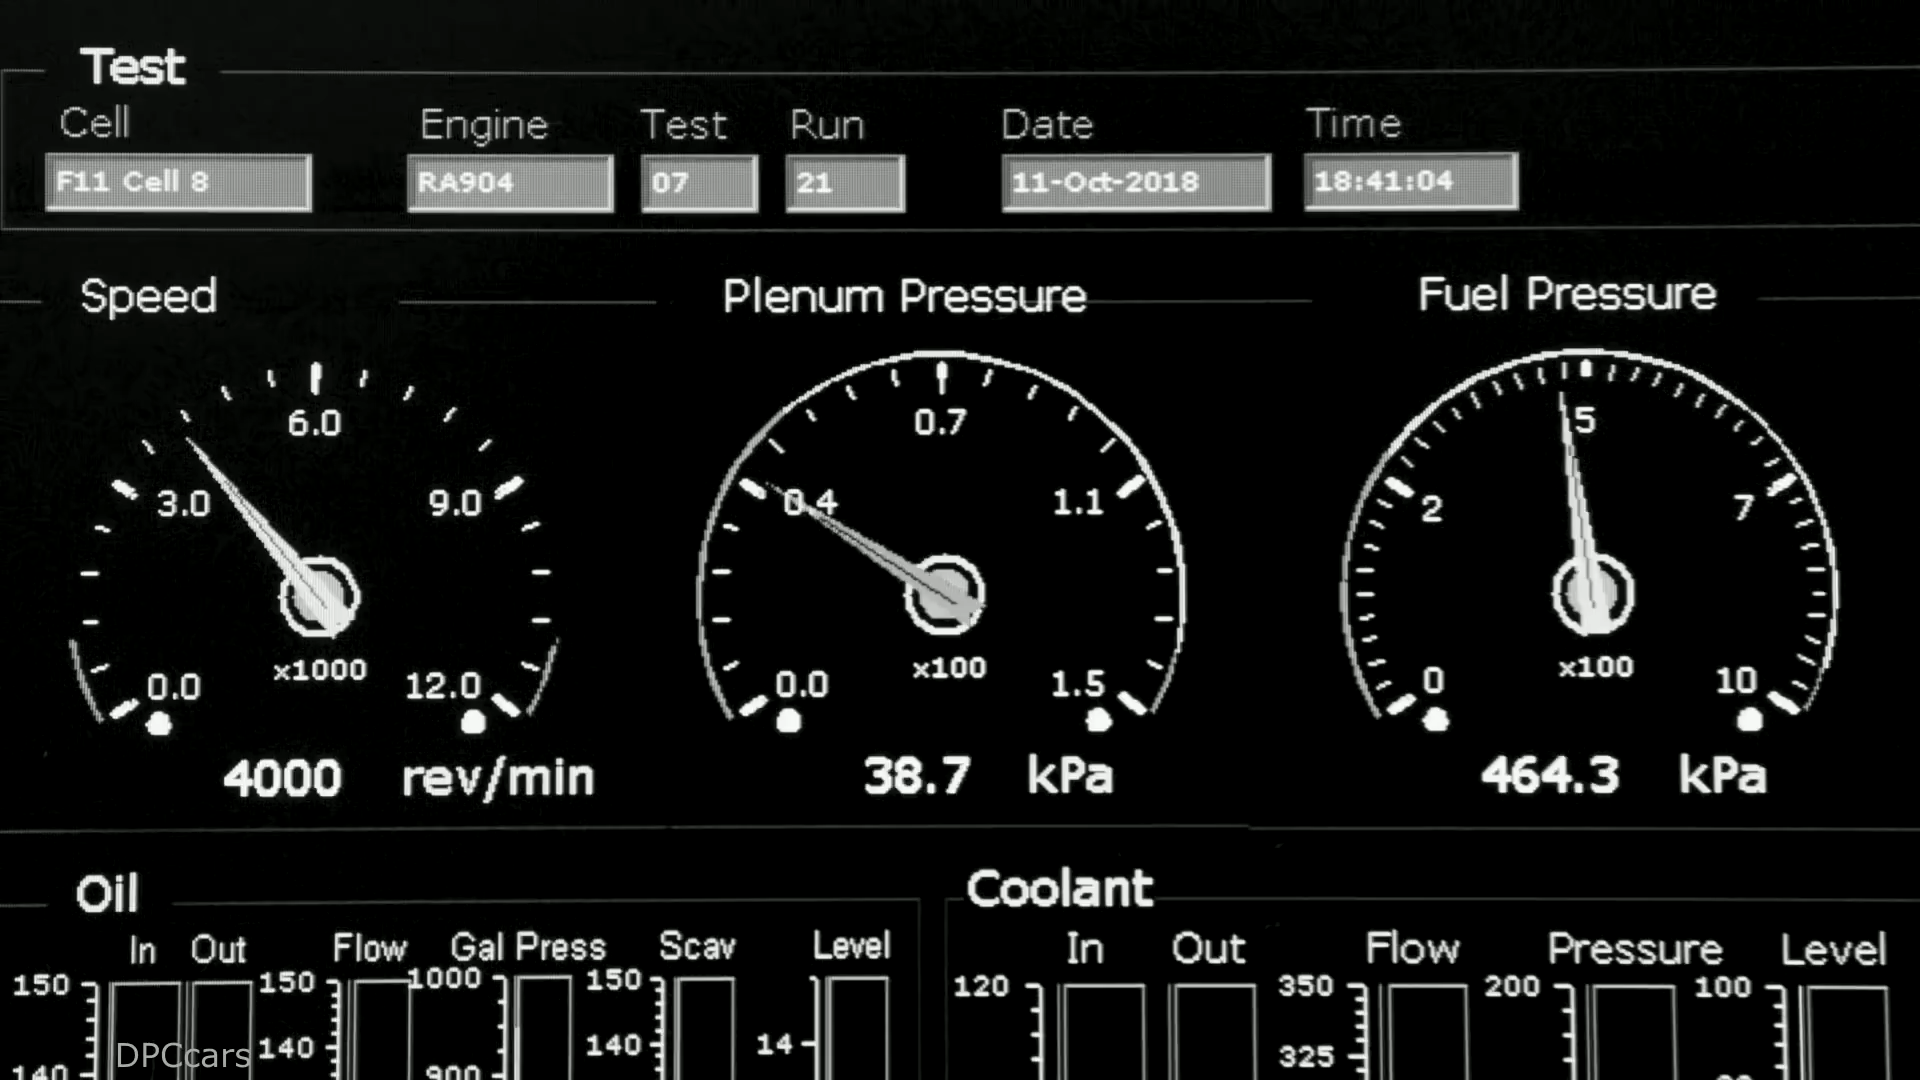 Test
Cell Engine Test Run Date Time
F11 Cell 8 RA904 07 21 11-Oct-2018 18:41:04
Speed Plenum Pressure Fuel Pressure
6.0
3.0 9.0
x1000
0.0 12.0
4000 rev/min
0.7
0.4 1.1
x100
0.0 1.5
38.7 kPa
5
2 7
x100
0 10
464.3 kPa
Oil
In Out Flow Gal Press Scav Level
150 150 1000 150
140 140 900 140 14
Coolant
In Out Flow Pressure Level
120 350 200 100
325
DPCcars